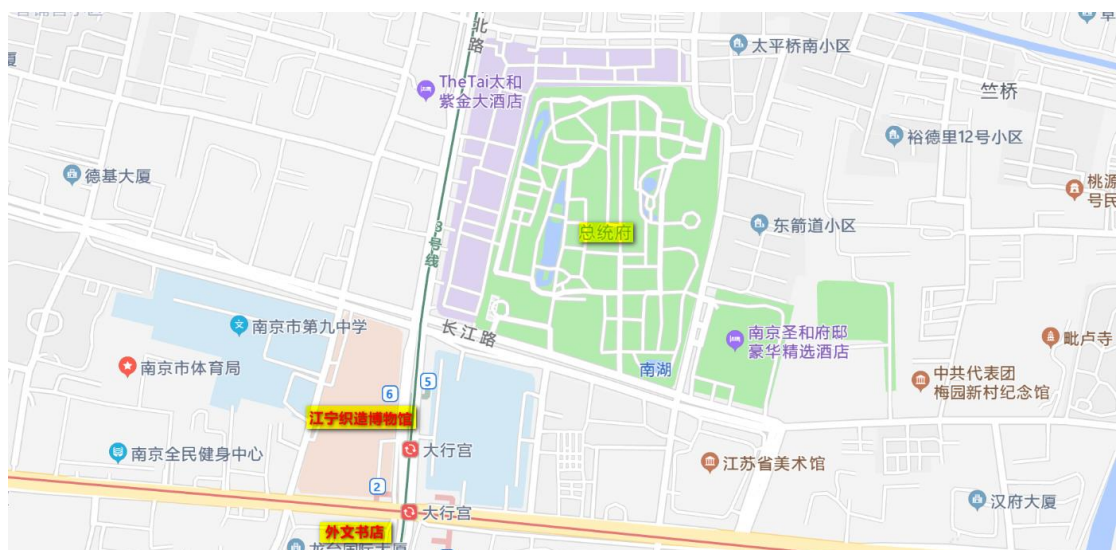 北路
太平桥南小区
TheTai太和
紫金大酒店
竺桥
裕德里12号小区
德基大厦
桃源
号民
总统府
东箭道小区
3号线
南京市第九中学
长江路
南京圣和府邸
豪华精选酒店
毗卢寺
南京市体育局
南湖
中共代表团
梅园新村纪念馆
5
6
江宁织造博物馆
大行宫
南京全民健身中心
江苏省美术馆
2
汉府大厦
大行宫
外文书店